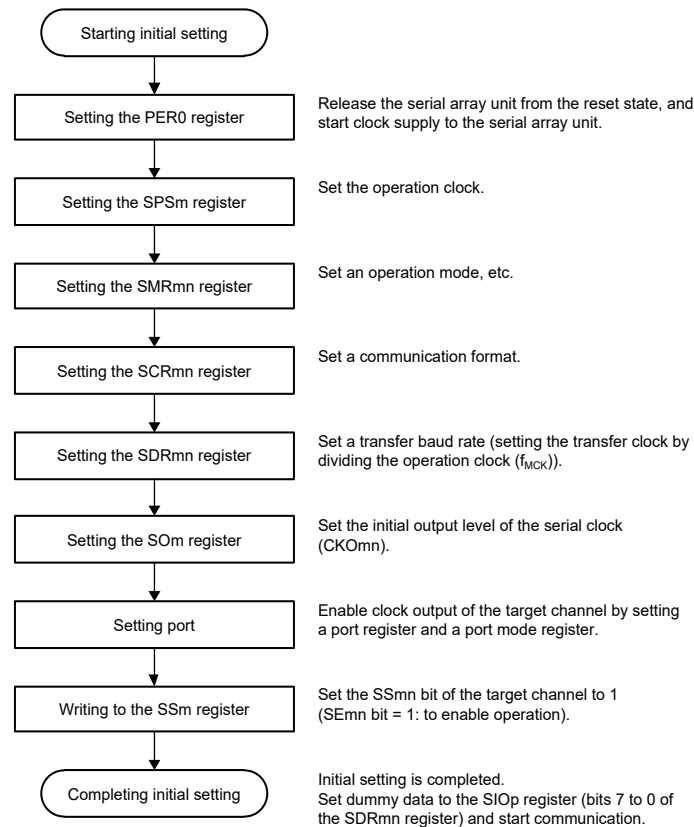 Starting initial setting
Setting the PER0 register
Release the serial array unit from the reset state, and
start clock supply to the serial array unit.
Setting the SPSm register
Set the operation clock.
Setting the SMRmn register
Set an operation mode, etc.
Setting the SCRmn register
Set a communication format.
Setting the SDRmn register
Set a transfer baud rate (setting the transfer clock by
dividing the operation clock (fMCK)).
Setting the SOm register
Set the initial output level of the serial clock
(CKOmn).
Setting port
Enable clock output of the target channel by setting
a port register and a port mode register.
Writing to the SSm register
Set the SSmn bit of the target channel to 1
(SEmn bit = 1: to enable operation).
Completing initial setting
Initial setting is completed.
Set dummy data to the SIOp register (bits 7 to 0 of
the SDRmn register) and start communication.